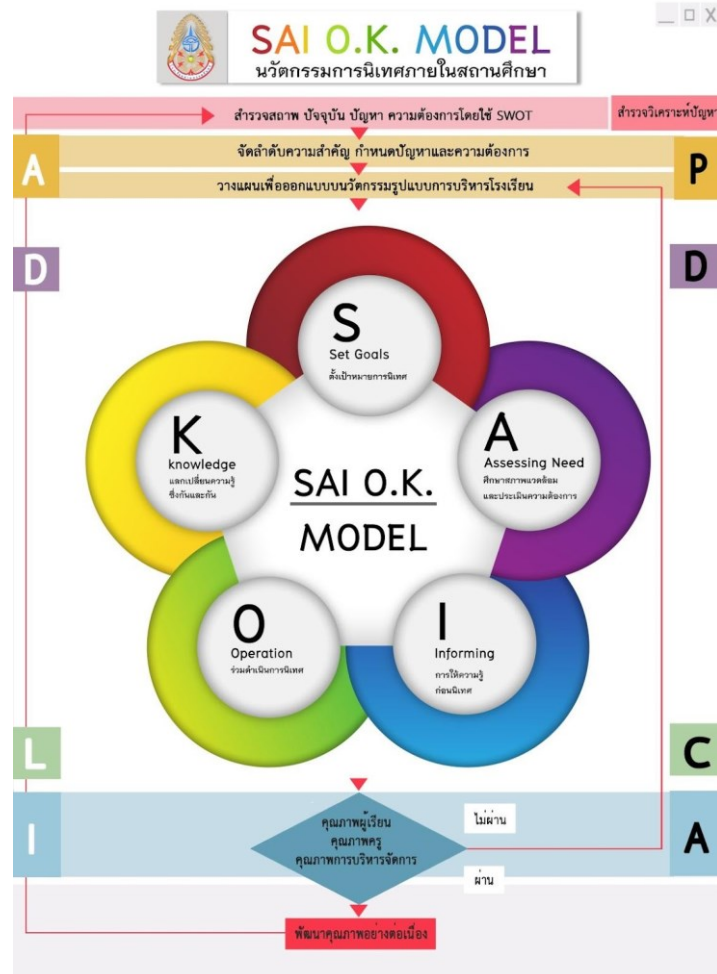 SAI O.K. MODEL
นวัตกรรมการนิเทศภายในสถานศึกษา
สำรวจสภาพ ปัจจุบัน ปัญหา ความต้องการโดยใช้ SWOT
สำรวจวิเคราะห์ปัญหา
จัดลำดับความสำคัญ กำหนดปัญหาและความต้องการ
A
P
วางแผนเพื่อออกแบบบนวัตกรรมรูปแบบการบริหารโรงเรียน
D
D
S
Set Goals
ตั้งเป้าหมายการนิเทศ
K
knowledge
แลกเปลี่ยนความรู้
ซึ่งกันและกัน
A
Assessing Need
ศึกษาสภาพแวดล้อม
และประเมินความต้องการ
SAI O.K.
MODEL
O
Operation
ร่วมดำเนินการนิเทศ
I
Informing
การให้ความรู้
ก่อนนิเทศ
L
C
I
A
คุณภาพผู้เรียน
คุณภาพครู
คุณภาพการบริหารจัดการ
ไม่ผ่าน
ผ่าน
พัฒนาคุณภาพอย่างต่อเนื่อง